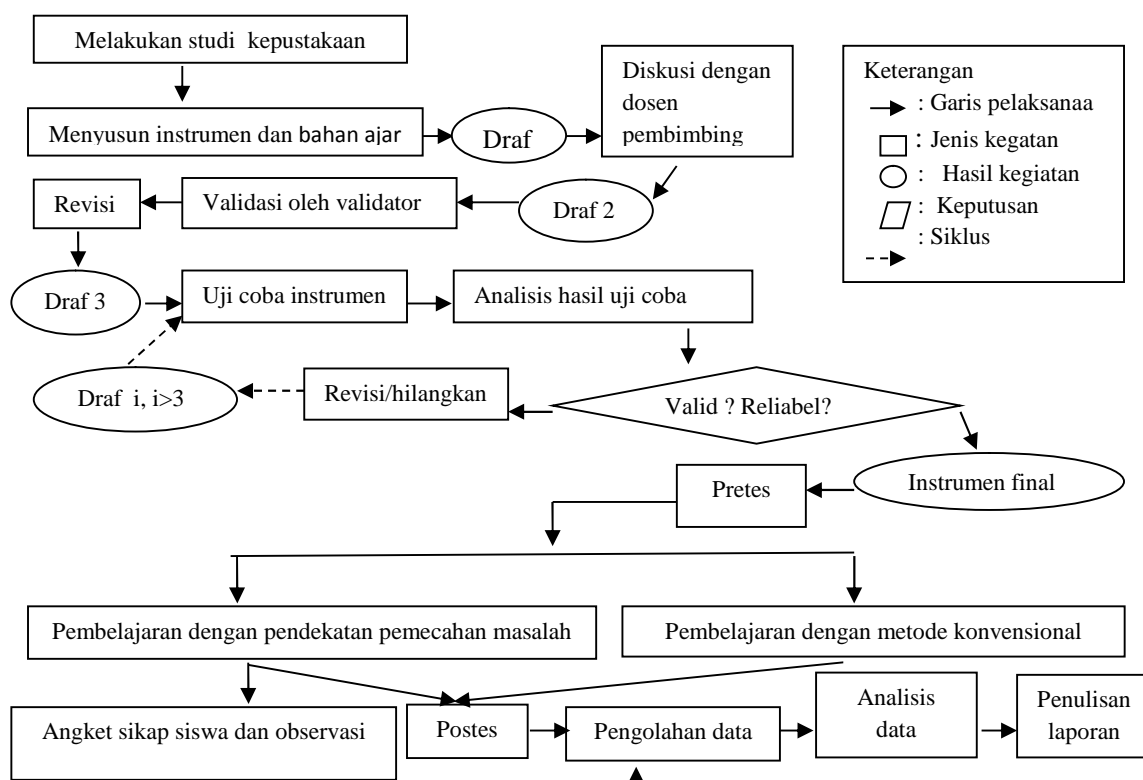 Melakukan studi kepustakaan
Menyusun instrumen dan bahan ajar
Draf
Diskusi dengan
dosen
pembimbing
Keterangan
: Garis pelaksanaa
: Jenis kegatan
: Hasil kegiatan
: Keputusan
: Siklus
Revisi
Validasi oleh validator
Draf 2
Draf 3
Uji coba instrumen
Analisis hasil uji coba
Draf i, i>3
Revisi/hilangkan
Valid ? Reliabel?
Pretes
Instrumen final
Pembelajaran dengan pendekatan pemecahan masalah
Pembelajaran dengan metode konvensional
Angket sikap siswa dan observasi
Postes
Pengolahan data
Analisis
data
Penulisan
laporan